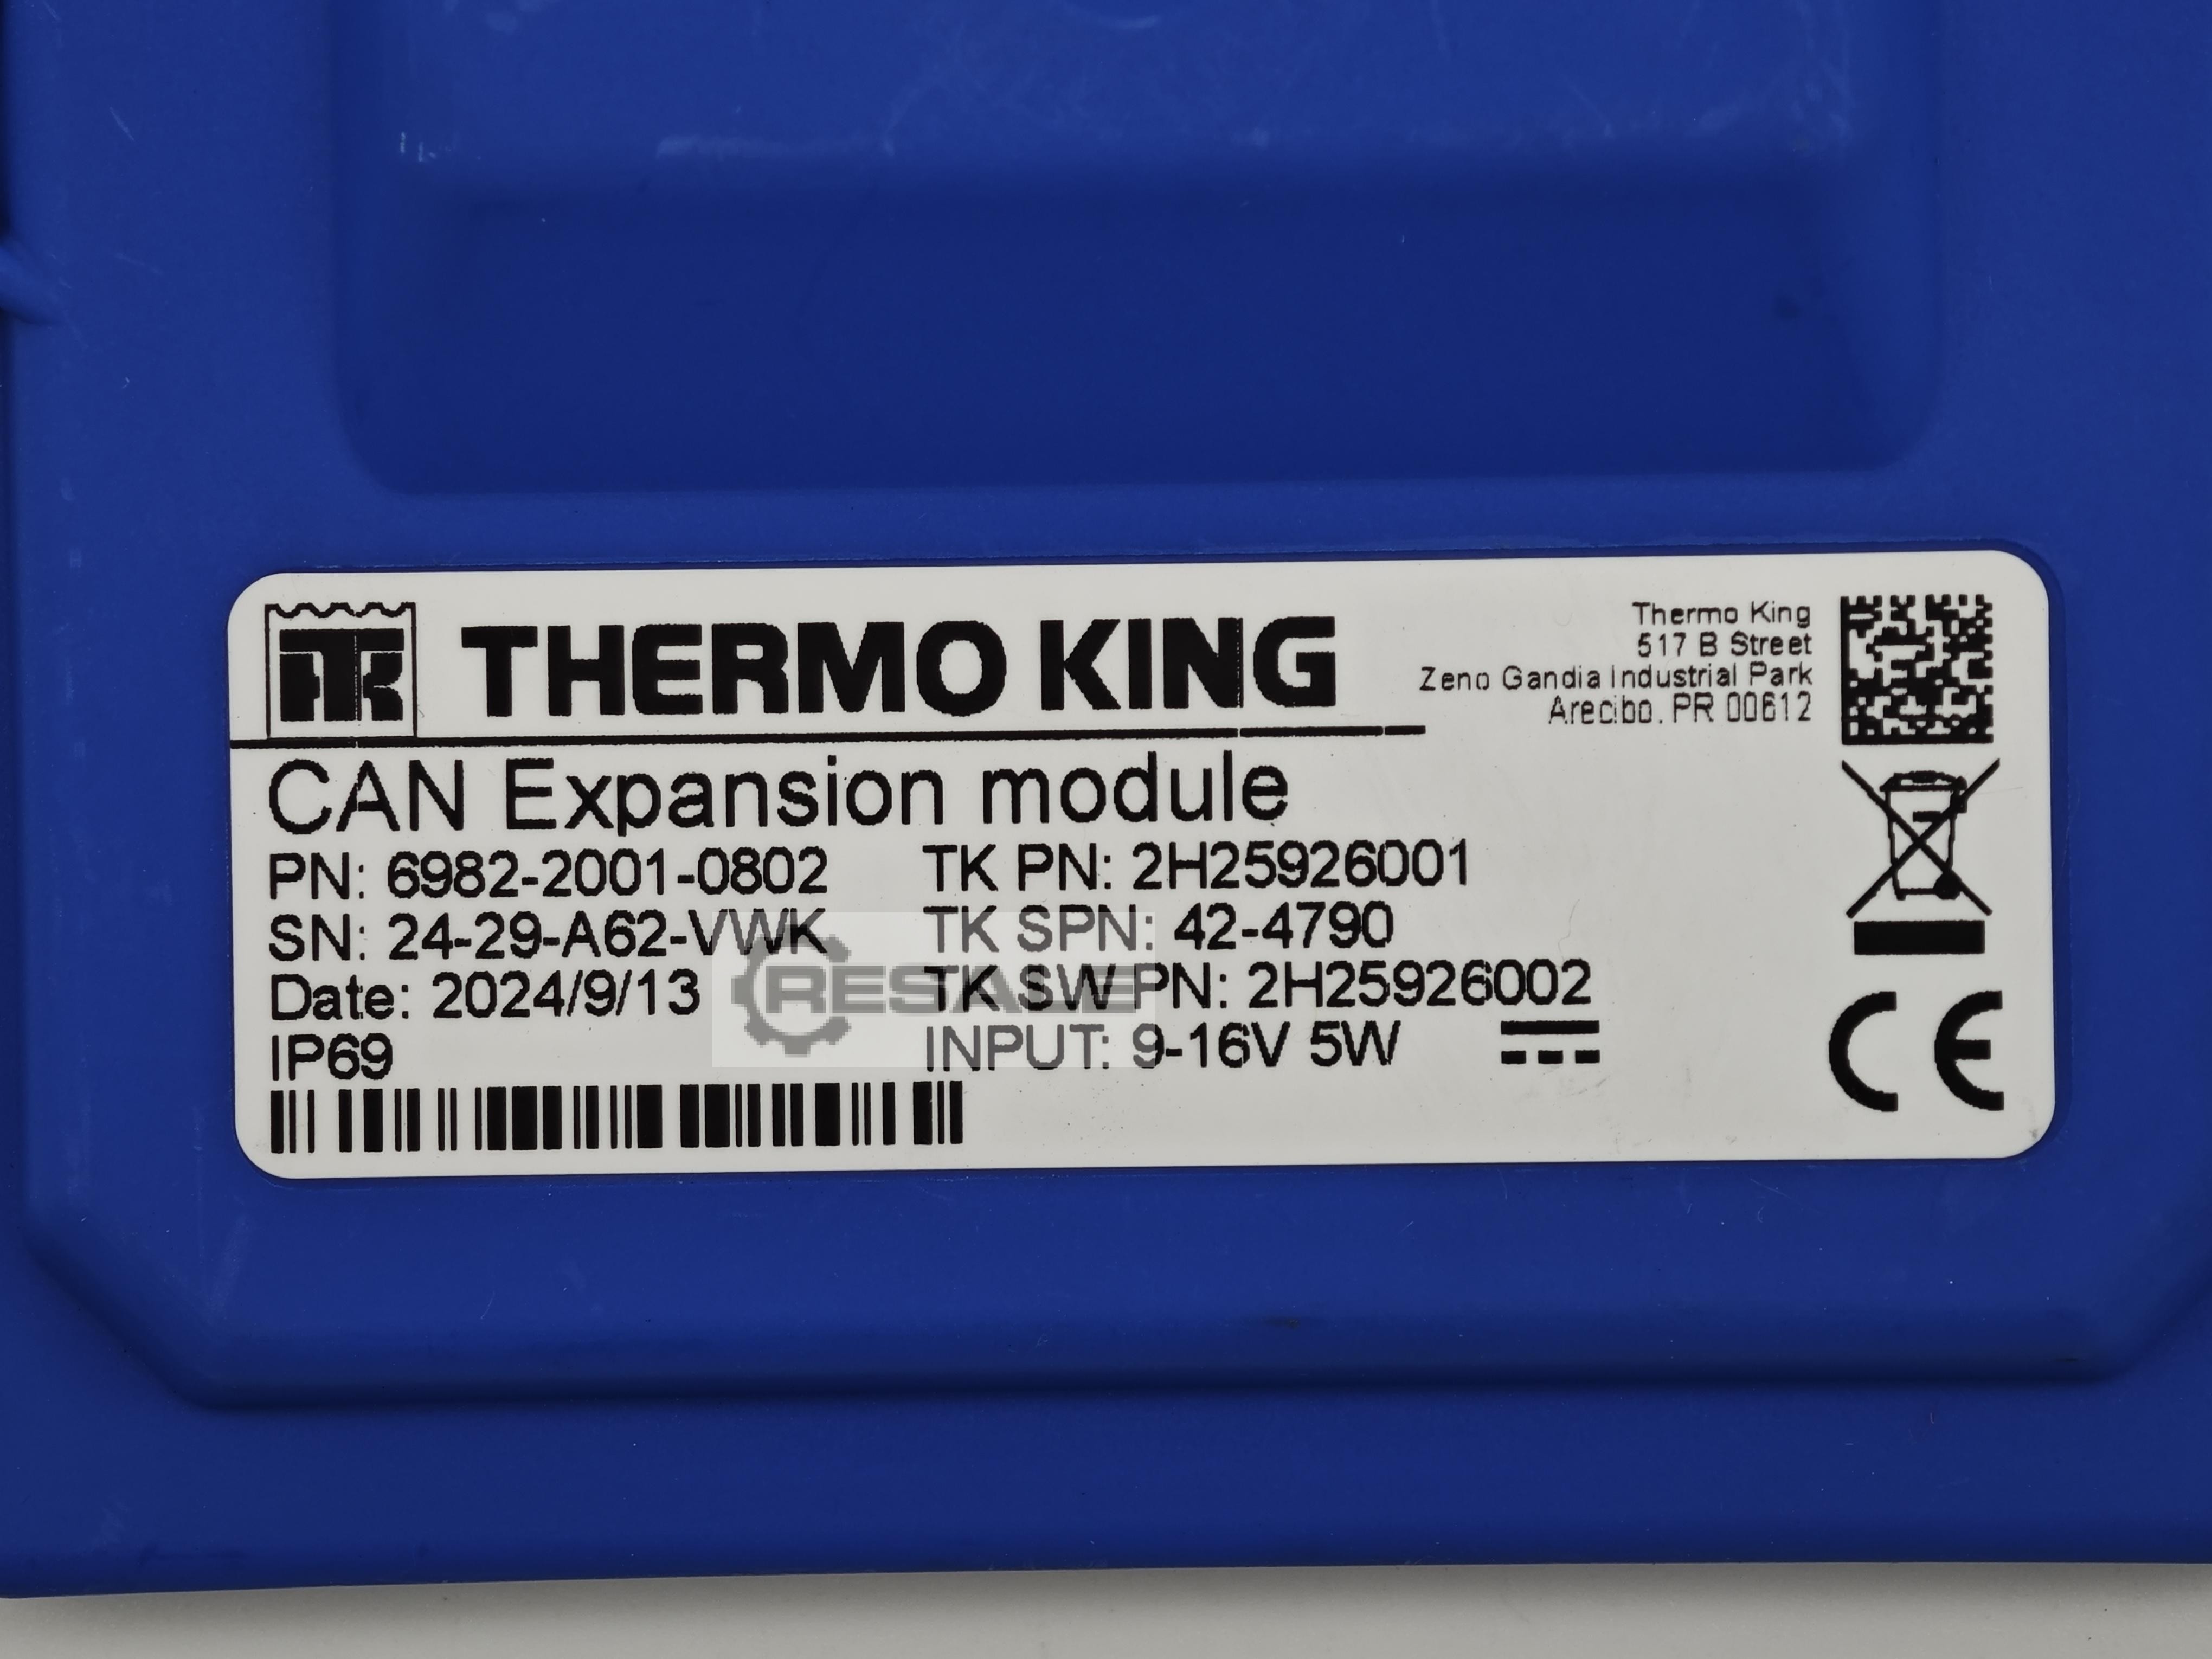 TK THERMO KING
Thermo King
517 B Street
Zeno Gandia Industrial Park
Arecibo. PR 00612
CAN Expansion module
PN: 6982-2001-0802 TK PN: 2H25926001
SN: 24-29-A62-VWK TK SPN: 42-4790
Date: 2024/9/13 TK SW PN: 2H25926002
IP69 INPUT: 9-16V 5W
CE
RESALE